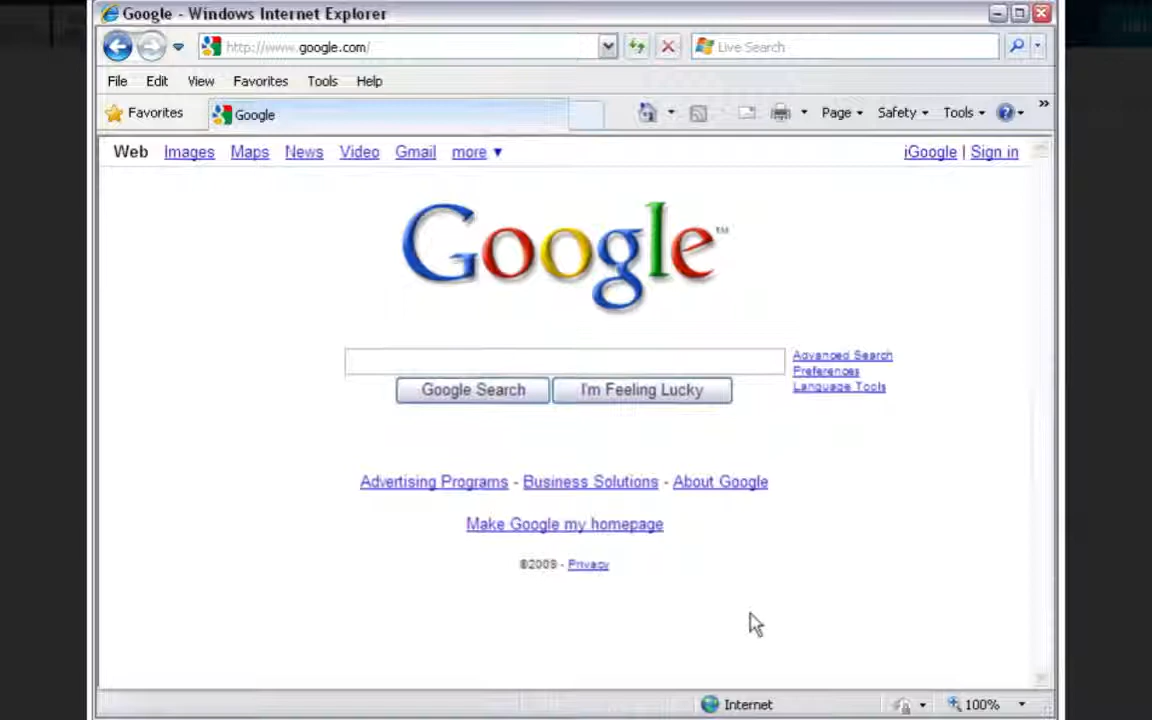 Google - Windows Internet Explorer
http://www.google.com/
Live Search
File Edit View Favorites Tools Help
Favorites Google Page Safety Tools »
Web Images Maps News Video Gmail more ▼ iGoogle | Sign in
Google™
Advanced Search
Preferences
Language Tools
Google Search I'm Feeling Lucky
Advertising Programs - Business Solutions - About Google
Make Google my homepage
©2009 - Privacy
Internet 100%